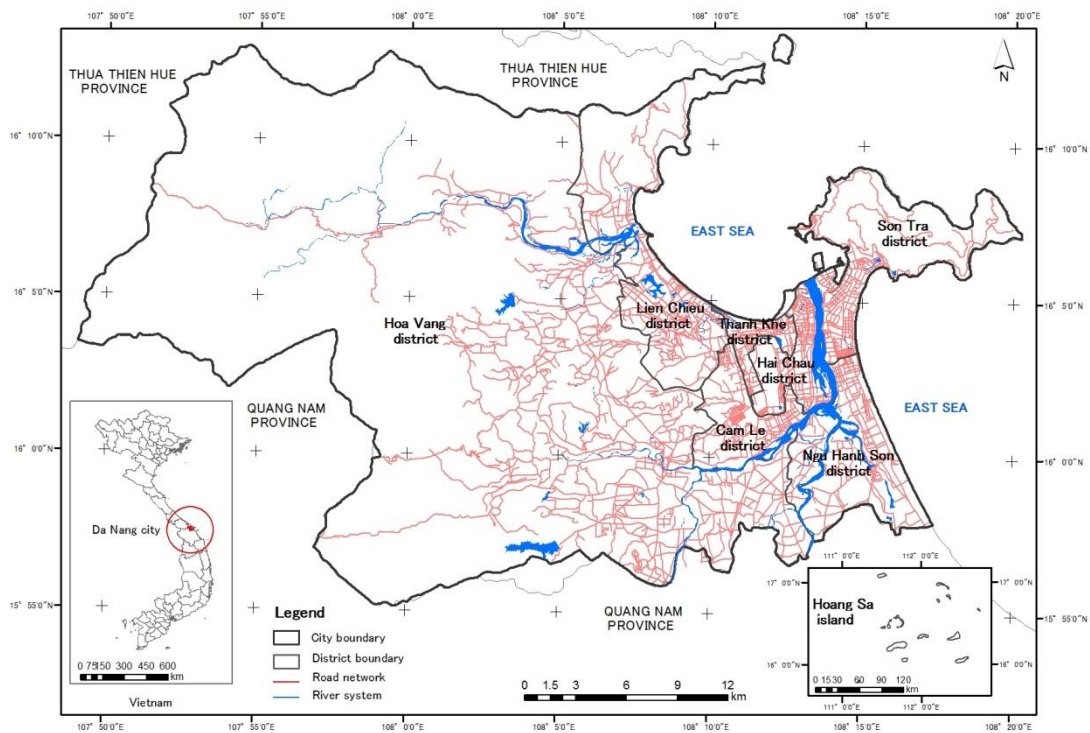 107° 50'0"E
107° 55'0"E
108° 0'0"E
108° 5'0"E
108° 10'0"E
108° 15'0"E
108° 20'0"E
THUA THIEN HUE
PROVINCE
THUA THIEN HUE
PROVINCE
N
16° 10'0"N
16° 10'0"N
Son Tra
district
EAST SEA
16° 5'0"N
16° 5'0"N
Hoa Vang
district
Lien Chieu
district
Thanh Khe
district
Hai Chau
district
QUANG NAM
PROVINCE
EAST SEA
Cam Le
district
16° 0'0"N
16° 0'0"N
Ngu Hanh Son
district
Da Nang city
0 75 150 300 450 600
km
Vietnam
15° 55'0"N
15° 55'0"N
Legend
City boundary
District boundary
Road network
River system
QUANG NAM
PROVINCE
0 1.5 3 6 9 12
km
111° 0'0"E
112° 0'0"E
17° 0'0"N
17° 0'0"N
Hoang Sa
island
16° 0'0"N
16° 0'0"N
0 15 30 60 90 120
km
111° 0'0"E
112° 0'0"E
107° 50'0"E
107° 55'0"E
108° 0'0"E
108° 5'0"E
108° 10'0"E
108° 15'0"E
108° 20'0"E